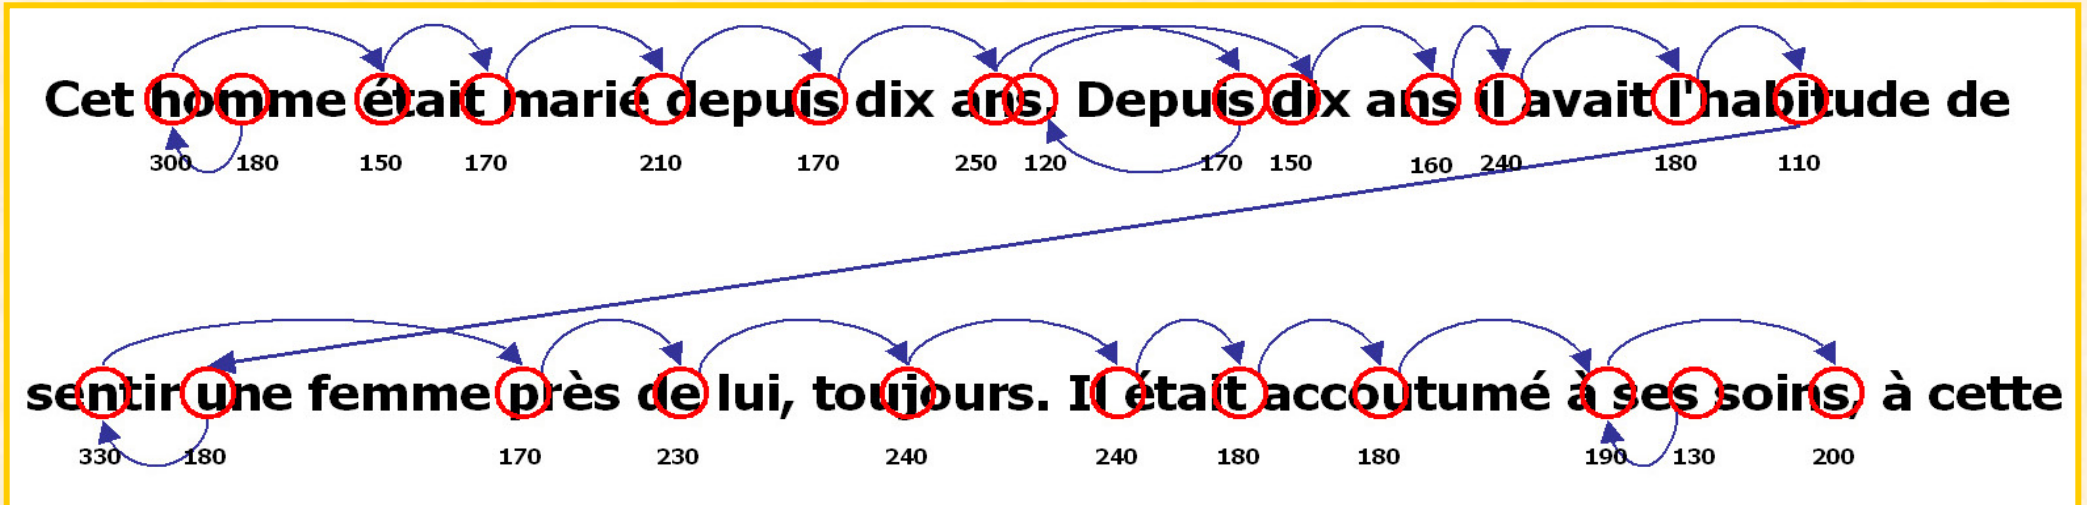 Cet homme était marié depuis dix ans. Depuis dix ans il avait l'habitude de
300 180 150 170 210 170 250 120 170 150 160 240 180 110
sentir une femme près de lui, toujours. Il était accoutumé à ses soins, à cette
330 180 170 230 240 240 180 180 190 130 200